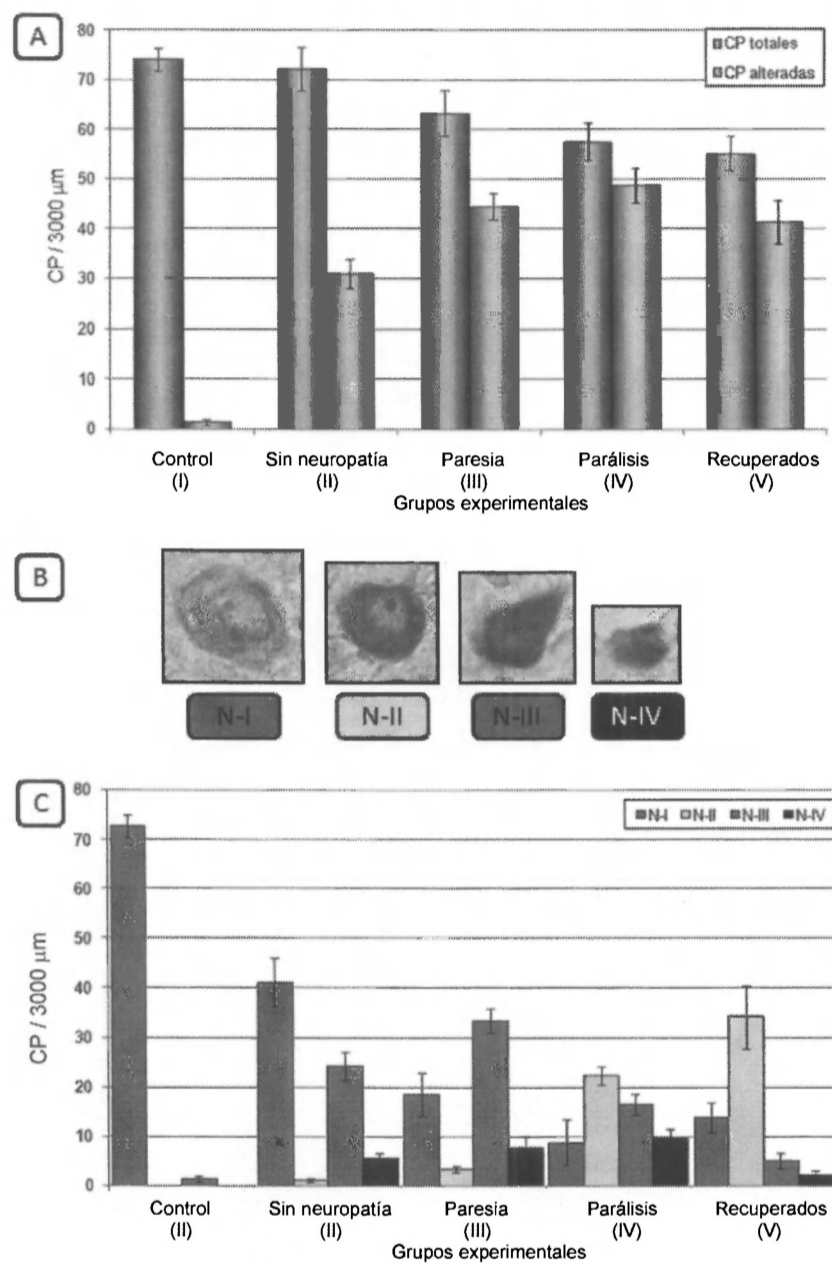 A
CP totales
CP alteradas
80
70
60
50
40
30
20
10
0
CP / 3000 µm
Control
(I)
Sin neuropatía
(II)
Paresia
(III)
Parálisis
(IV)
Recuperados
(V)
Grupos experimentales
B
N-I
N-II
N-III
N-IV
C
N-I N-II N-III N-IV
80
70
60
50
40
30
20
10
0
CP / 3000 µm
Control
(II)
Sin neuropatía
(II)
Paresia
(III)
Parálisis
(IV)
Recuperados
(V)
Grupos experimentales